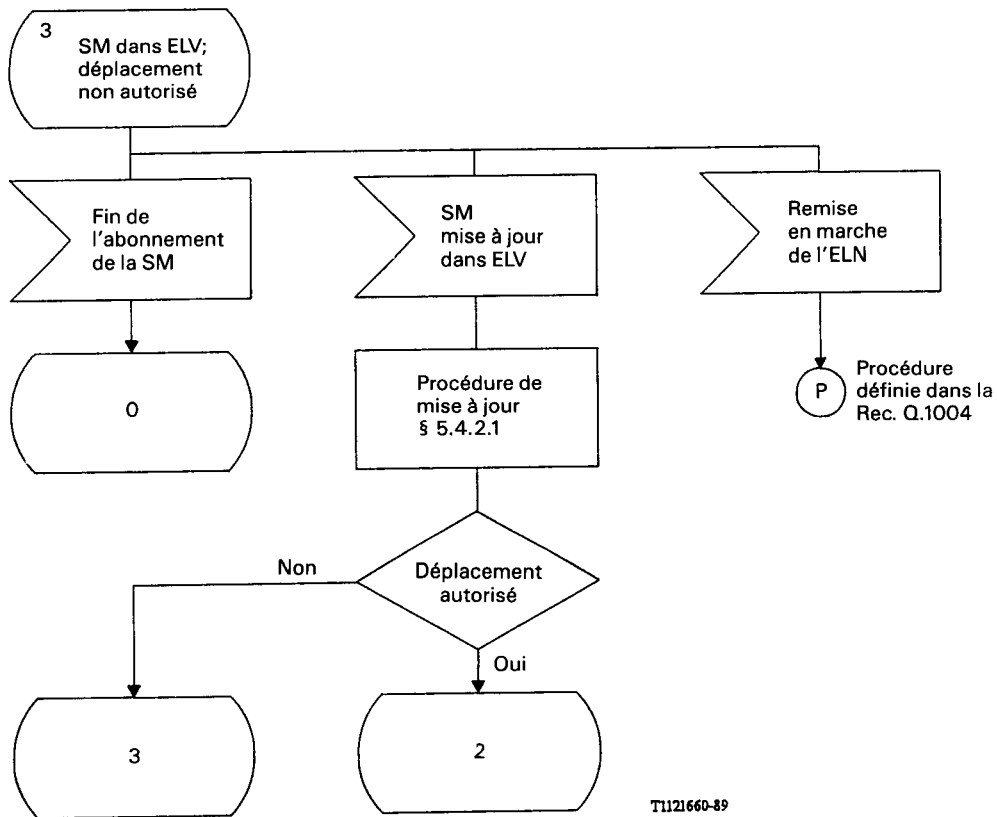 3
SM dans ELV;
déplacement
non autorisé
Fin de
l'abonnement
de la SM
SM
mise à jour
dans ELV
Remise
en marche
de l'ELN
0
Procédure de
mise à jour
§ 5.4.2.1
P
Procédure
définie dans la
Rec. Q.1004
Déplacement
autorisé
Non
Oui
3
2
T1121660-89